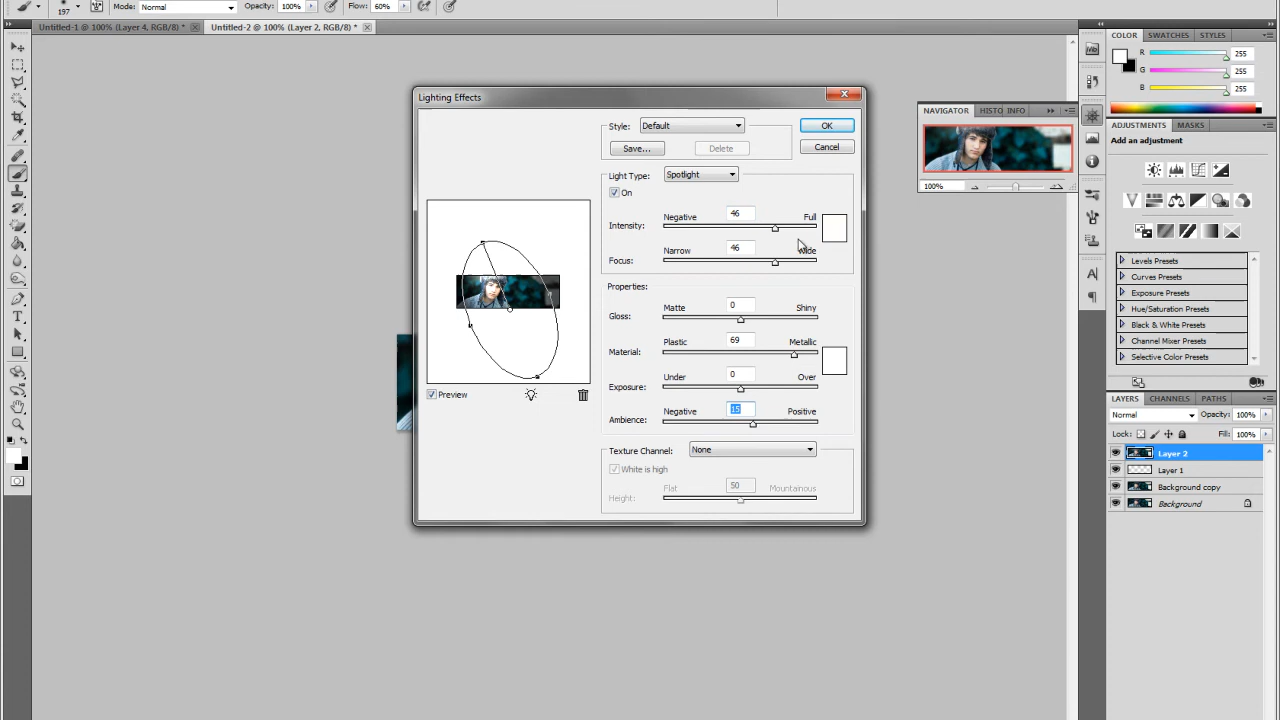 197
Mode: Normal
Opacity: 100%
Flow: 60%
Untitled-1 @ 100% (Layer 4, RGB/8) *
Untitled-2 @ 100% (Layer 2, RGB/8) *
Lighting Effects
Style: Default
OK
Save...
Delete
Cancel
Light Type: Spotlight
On
Negative 46 Full
Intensity:
Narrow 46 Wide
Focus:
Properties:
Matte 0 Shiny
Gloss:
Plastic 69 Metallic
Material:
Under 0 Over
Exposure:
Negative 15 Positive
Ambience:
Preview
Texture Channel: None
White is high
Flat 50 Mountainous
Height:
NAVIGATOR HISTO INFO
100%
COLOR SWATCHES STYLES
R 255
G 255
B 255
ADJUSTMENTS MASKS
Add an adjustment
Levels Presets
Curves Presets
Exposure Presets
Hue/Saturation Presets
Black & White Presets
Channel Mixer Presets
Selective Color Presets
LAYERS CHANNELS PATHS
Normal Opacity: 100%
Lock: Fill: 100%
Layer 2
Layer 1
Background copy
Background